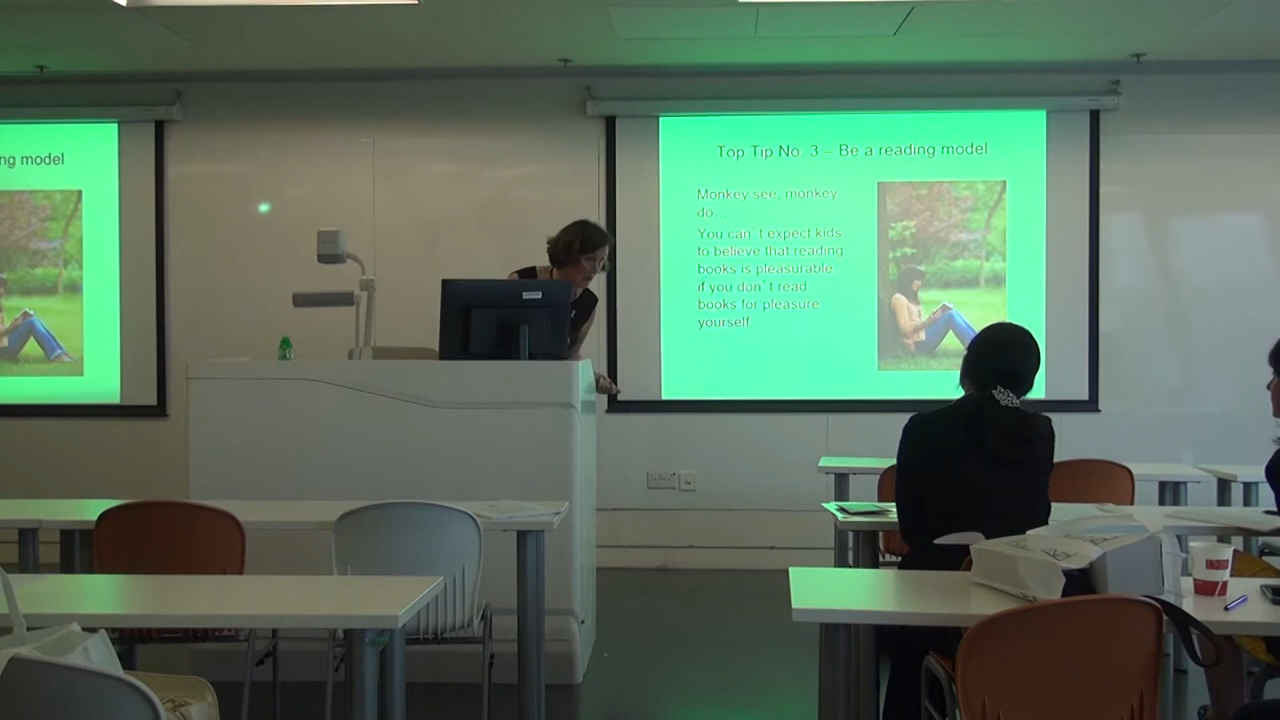 ng model
Top Tip No. 3 – Be a reading model
Monkey see, monkey
do…
You can't expect kids
to believe that reading
books is pleasurable
if you don't read
books for pleasure
yourself.